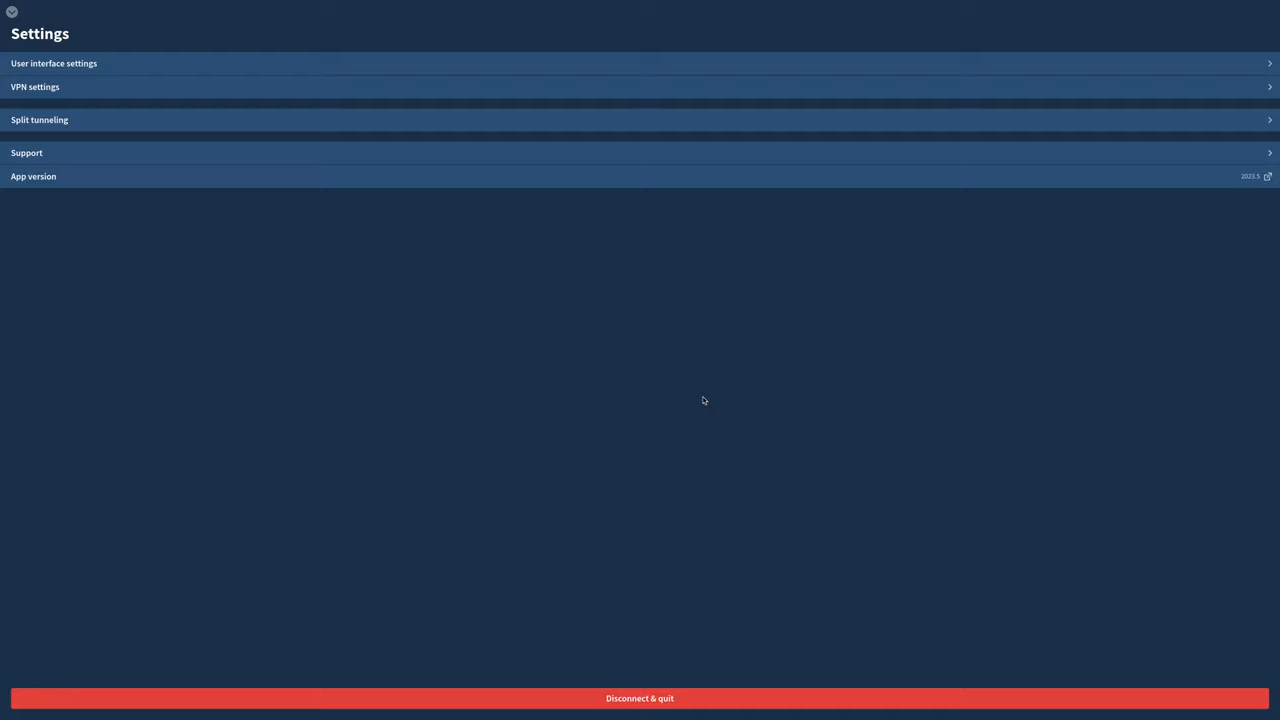 Settings
User interface settings
VPN settings
Split tunneling
Support
App version
2023.5
Disconnect & quit